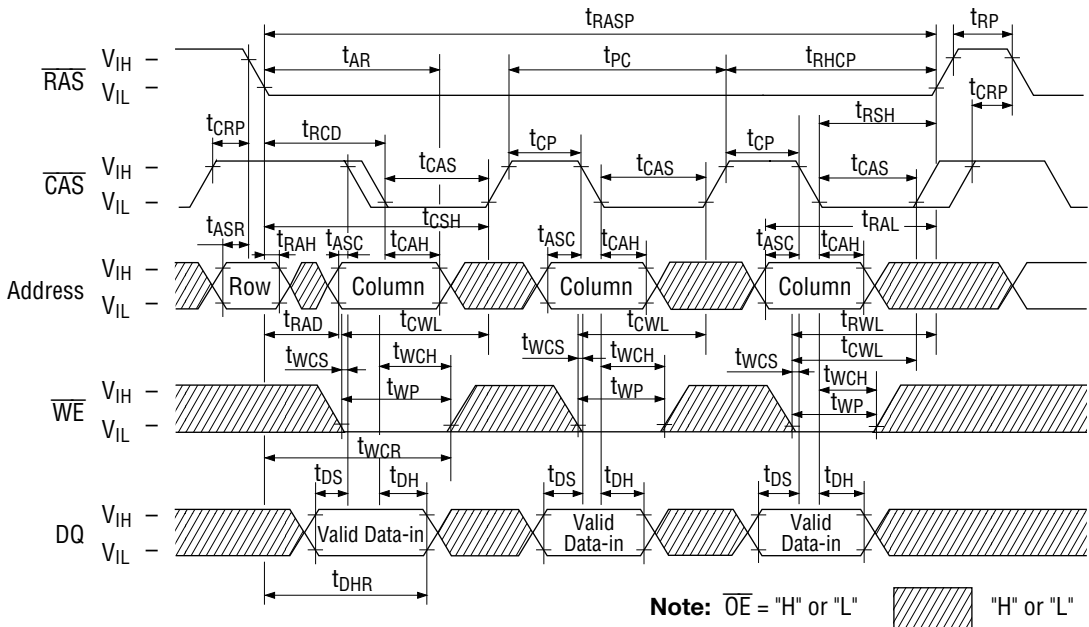 tRASP tRP
RAS VIH VIL tAR tPC tRHCP
tCRP tRCD tCP tCP tRSH tCRP
CAS VIH VIL tCAS tCAS tCAS
tCSH tRAL
tASR tRAH tASC tCAH tASC tCAH tASC tCAH
Address VIH VIL Row Column Column Column
tRAD tCWL tCWL tRWL
tCWL
tWCS tWCH tWCS tWCH tWCS tWCH
WE VIH VIL tWP tWP tWP
tWCR
tDS tDH tDS tDH tDS tDH
DQ VIH VIL Valid Data-in Valid Data-in Valid Data-in
tDHR
Note: OE = "H" or "L" "H" or "L"